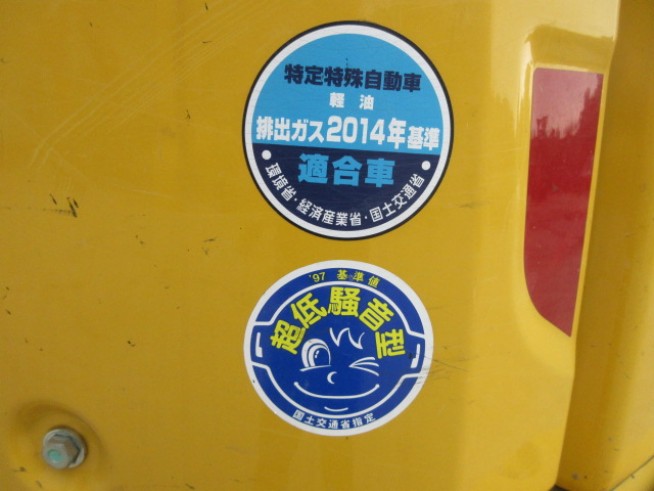 特定特殊自動車
軽油
排出ガス2014年基準
適合車
・環境省・経済産業省・国土交通省・
'97 基準値
超低騒音型
国土交通省指定